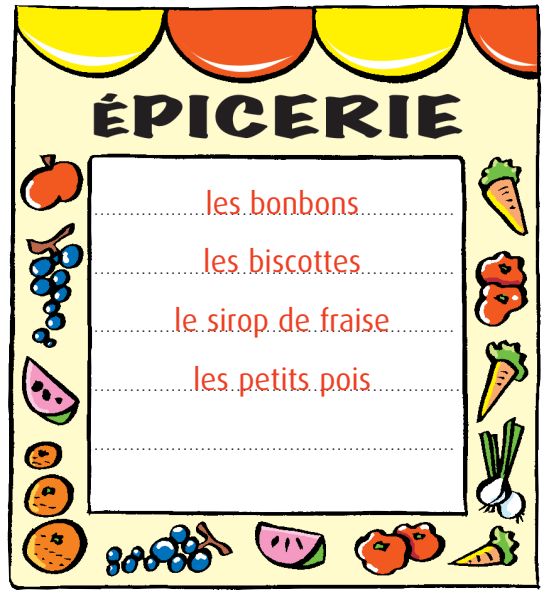 ÉPICERIE
les bonbons
les biscottes
le sirop de fraise
les petits pois